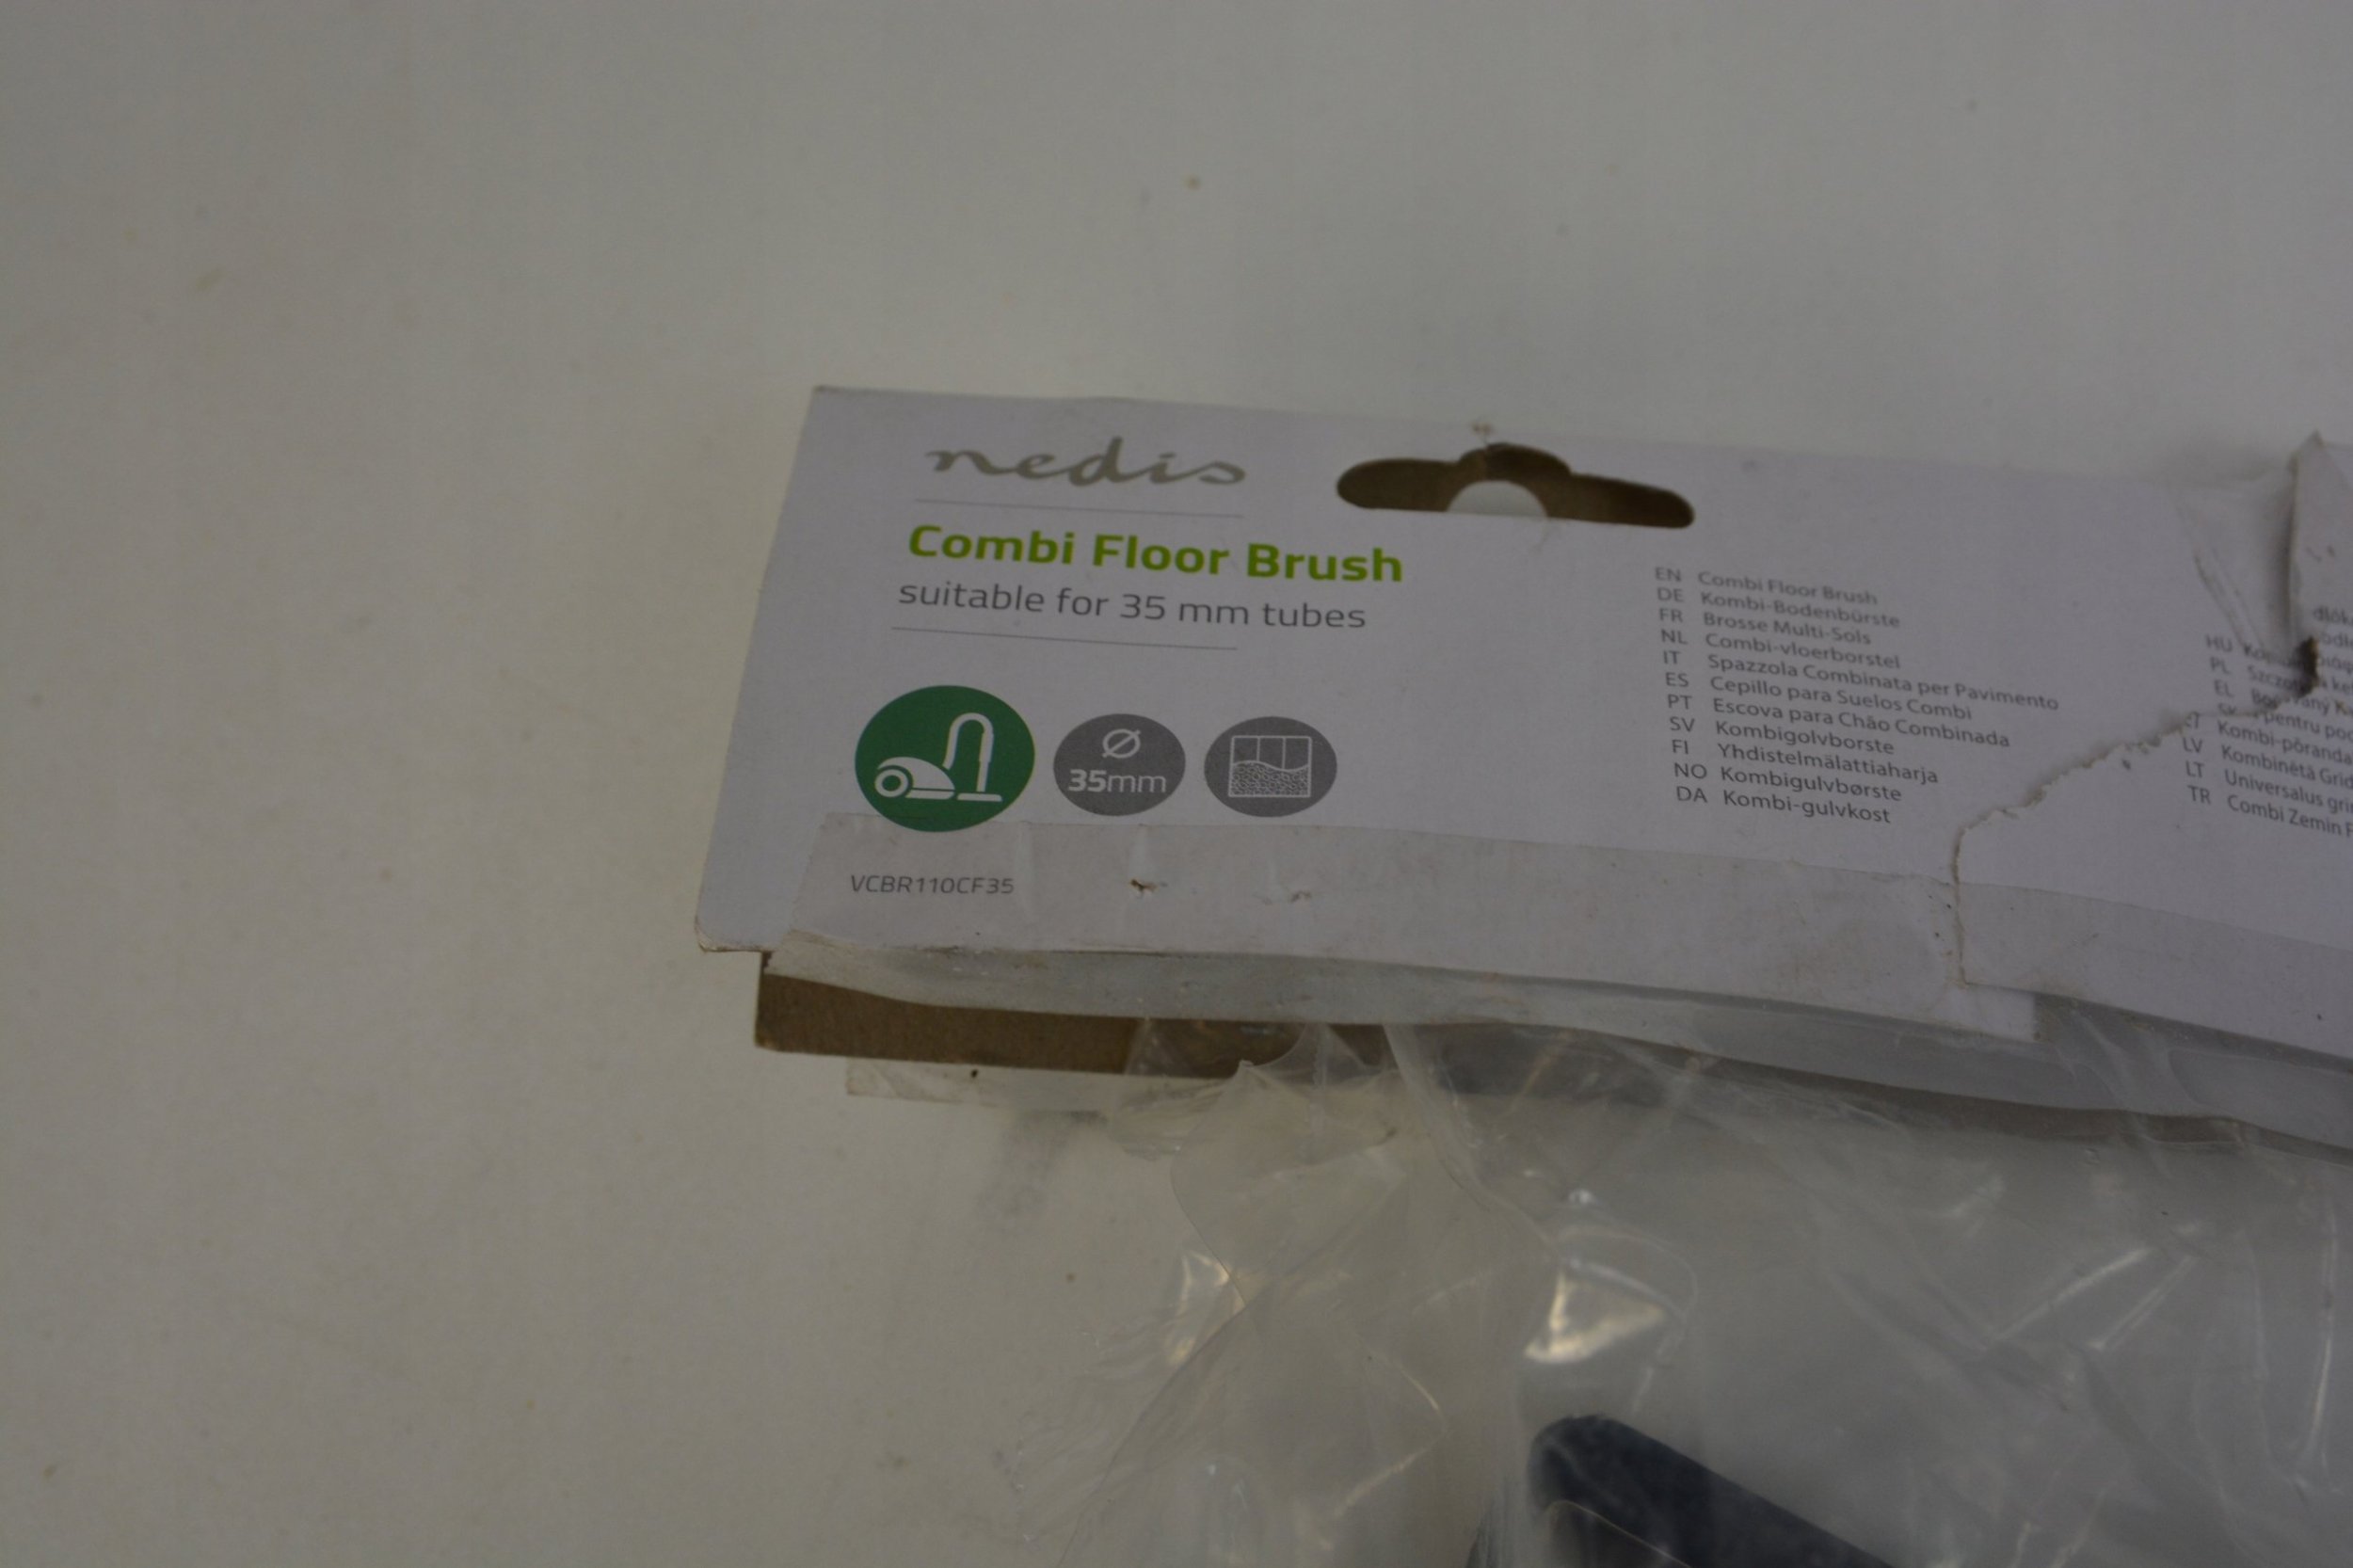 nedis
Combi Floor Brush
suitable for 35 mm tubes
Ø
35mm
VCBR110CF35
EN Combi Floor Brush
DE Kombi-Bodenbürste
FR Brosse Multi-Sols
NL Combi-vloerborstel
IT Spazzola Combinata per Pavimento
ES Cepillo para Suelos Combi
PT Escova para Chão Combinada
SV Kombigolvborste
FI Yhdistelmälattiaharja
NO Kombigulvbørste
DA Kombi-gulvkost
HU
PL
EL
pentru
Kombi-põranda
LV Kombinētā
LT Universalus
TR Combi Zemin